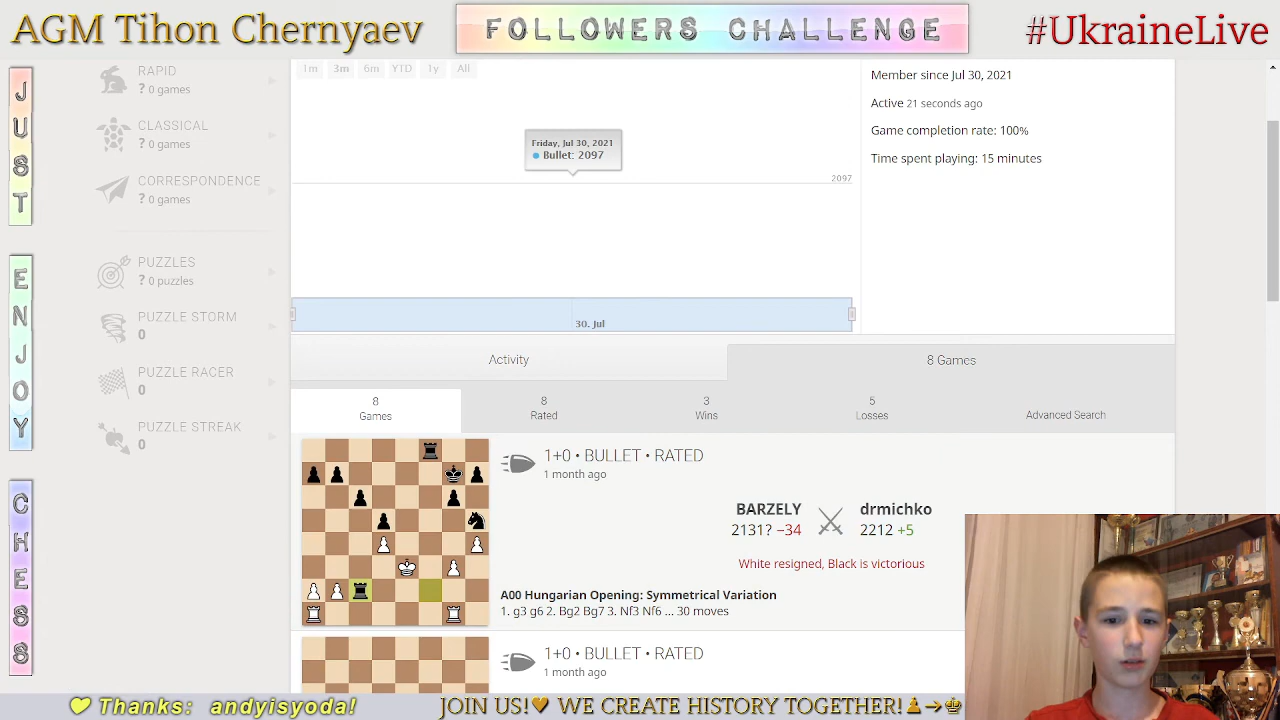 AGM Tihon Chernyaev
FOLLOWERS CHALLENGE
#UkraineLive
JUST
ENJOY
CHESS
RAPID
? 0 games
CLASSICAL
? 0 games
CORRESPONDENCE
? 0 games
PUZZLES
? 0 puzzles
PUZZLE STORM
0
PUZZLE RACER
0
PUZZLE STREAK
0
1m 3m 6m YTD 1y All
Friday, Jul 30, 2021
Bullet: 2097
2097
30. Jul
Member since Jul 30, 2021
Active 21 seconds ago
Game completion rate: 100%
Time spent playing: 15 minutes
Activity
8 Games
8
Games
8
Rated
3
Wins
5
Losses
Advanced Search
1+0 • BULLET • RATED
1 month ago
BARZELY
2131? −34
drmichko
2212 +5
White resigned, Black is victorious
A00 Hungarian Opening: Symmetrical Variation
1. g3 g6 2. Bg2 Bg7 3. Nf3 Nf6 ... 30 moves
1+0 • BULLET • RATED
1 month ago
Thanks: andyisyoda!
JOIN US! WE CREATE HISTORY TOGETHER!